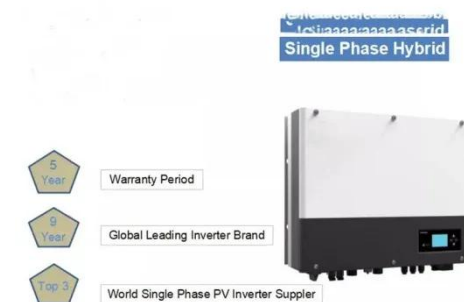 Single Phase Hybrid
5
Year
Warranty Period
9
Year
Global Leading Inverter Brand
Top 3
World Single Phase PV Inverter Suppler